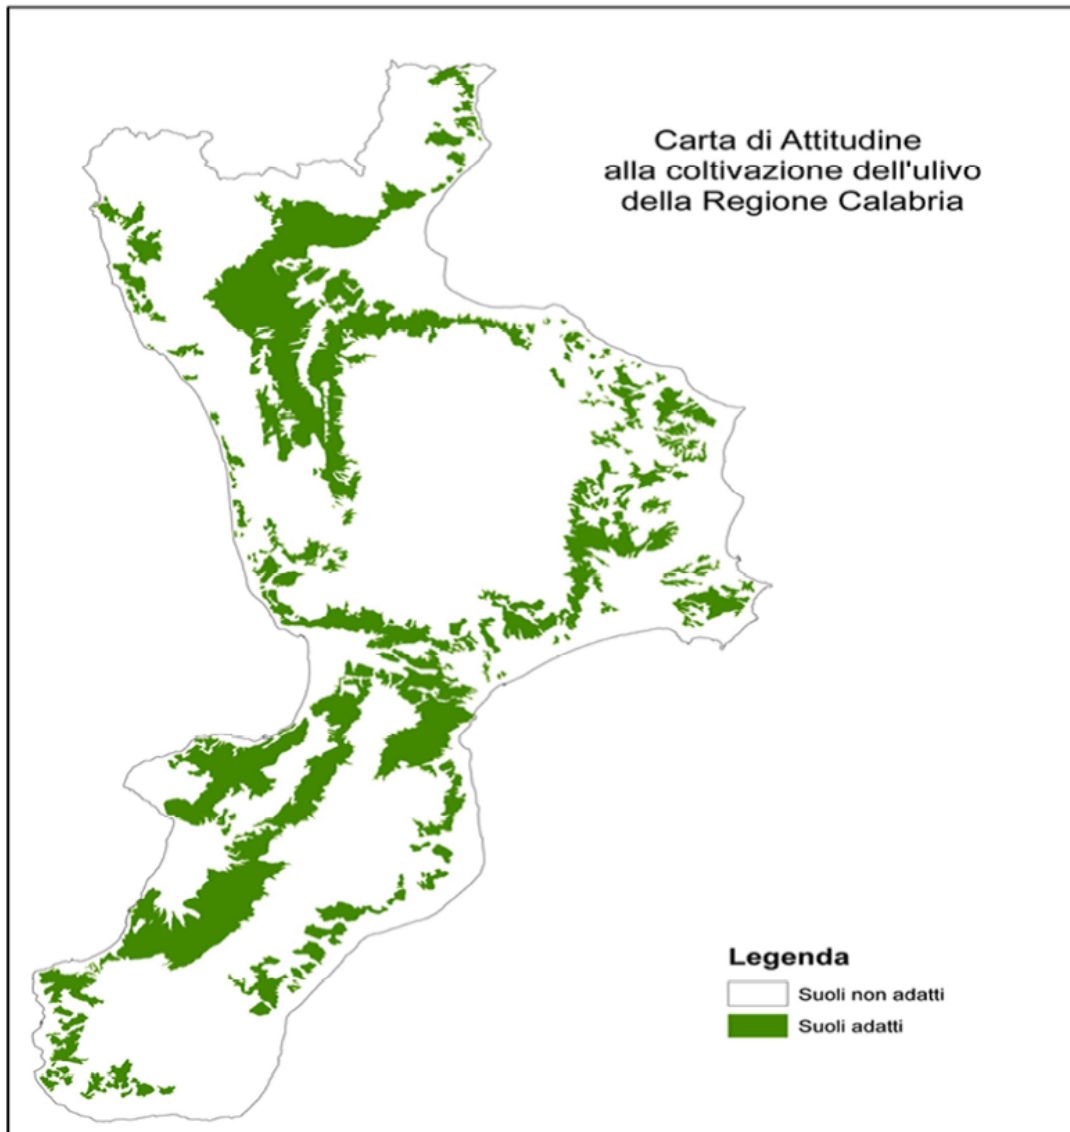 Carta di Attitudine
alla coltivazione dell'ulivo
della Regione Calabria
Legenda
Suoli non adatti
Suoli adatti